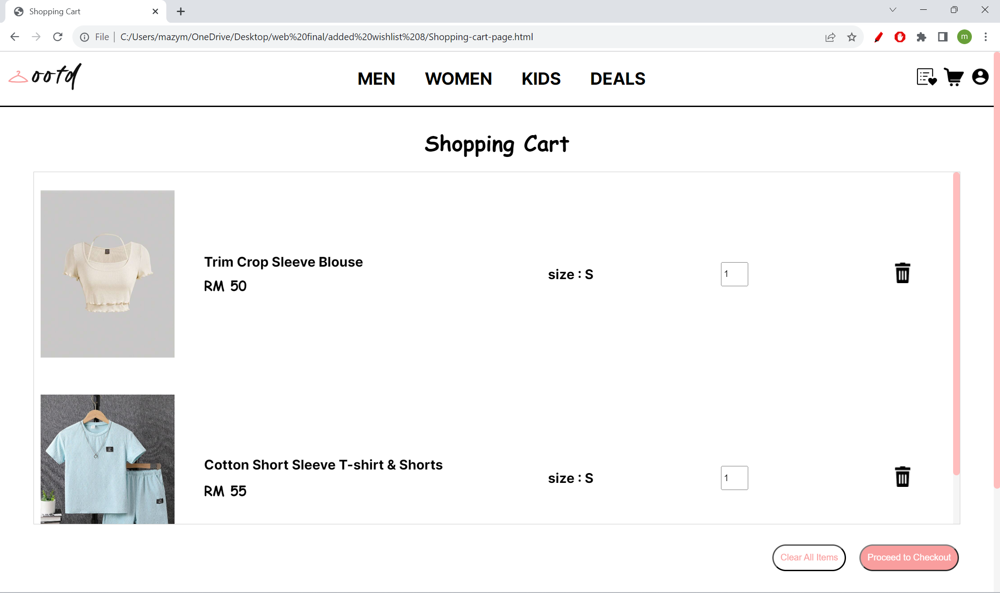 Shopping Cart
File
C:/Users/mazym/OneDrive/Desktop/web%20final/added%20wishlist%208/Shopping-cart-page.html
m
ootd
MEN WOMEN KIDS DEALS
Shopping Cart
Trim Crop Sleeve Blouse
RM 50
size : S
1
Cotton Short Sleeve T-shirt & Shorts
RM 55
size : S
1
Clear All Items
Proceed to Checkout